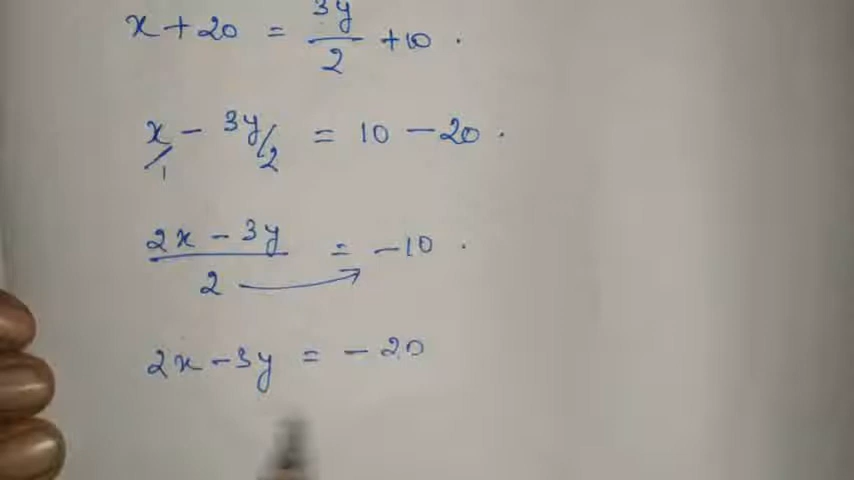 x + 20 = 3y/2 + 10 .
x/1 - 3y/2 = 10 - 20 .
2x - 3y/2 = -10 .
2x - 3y = -20